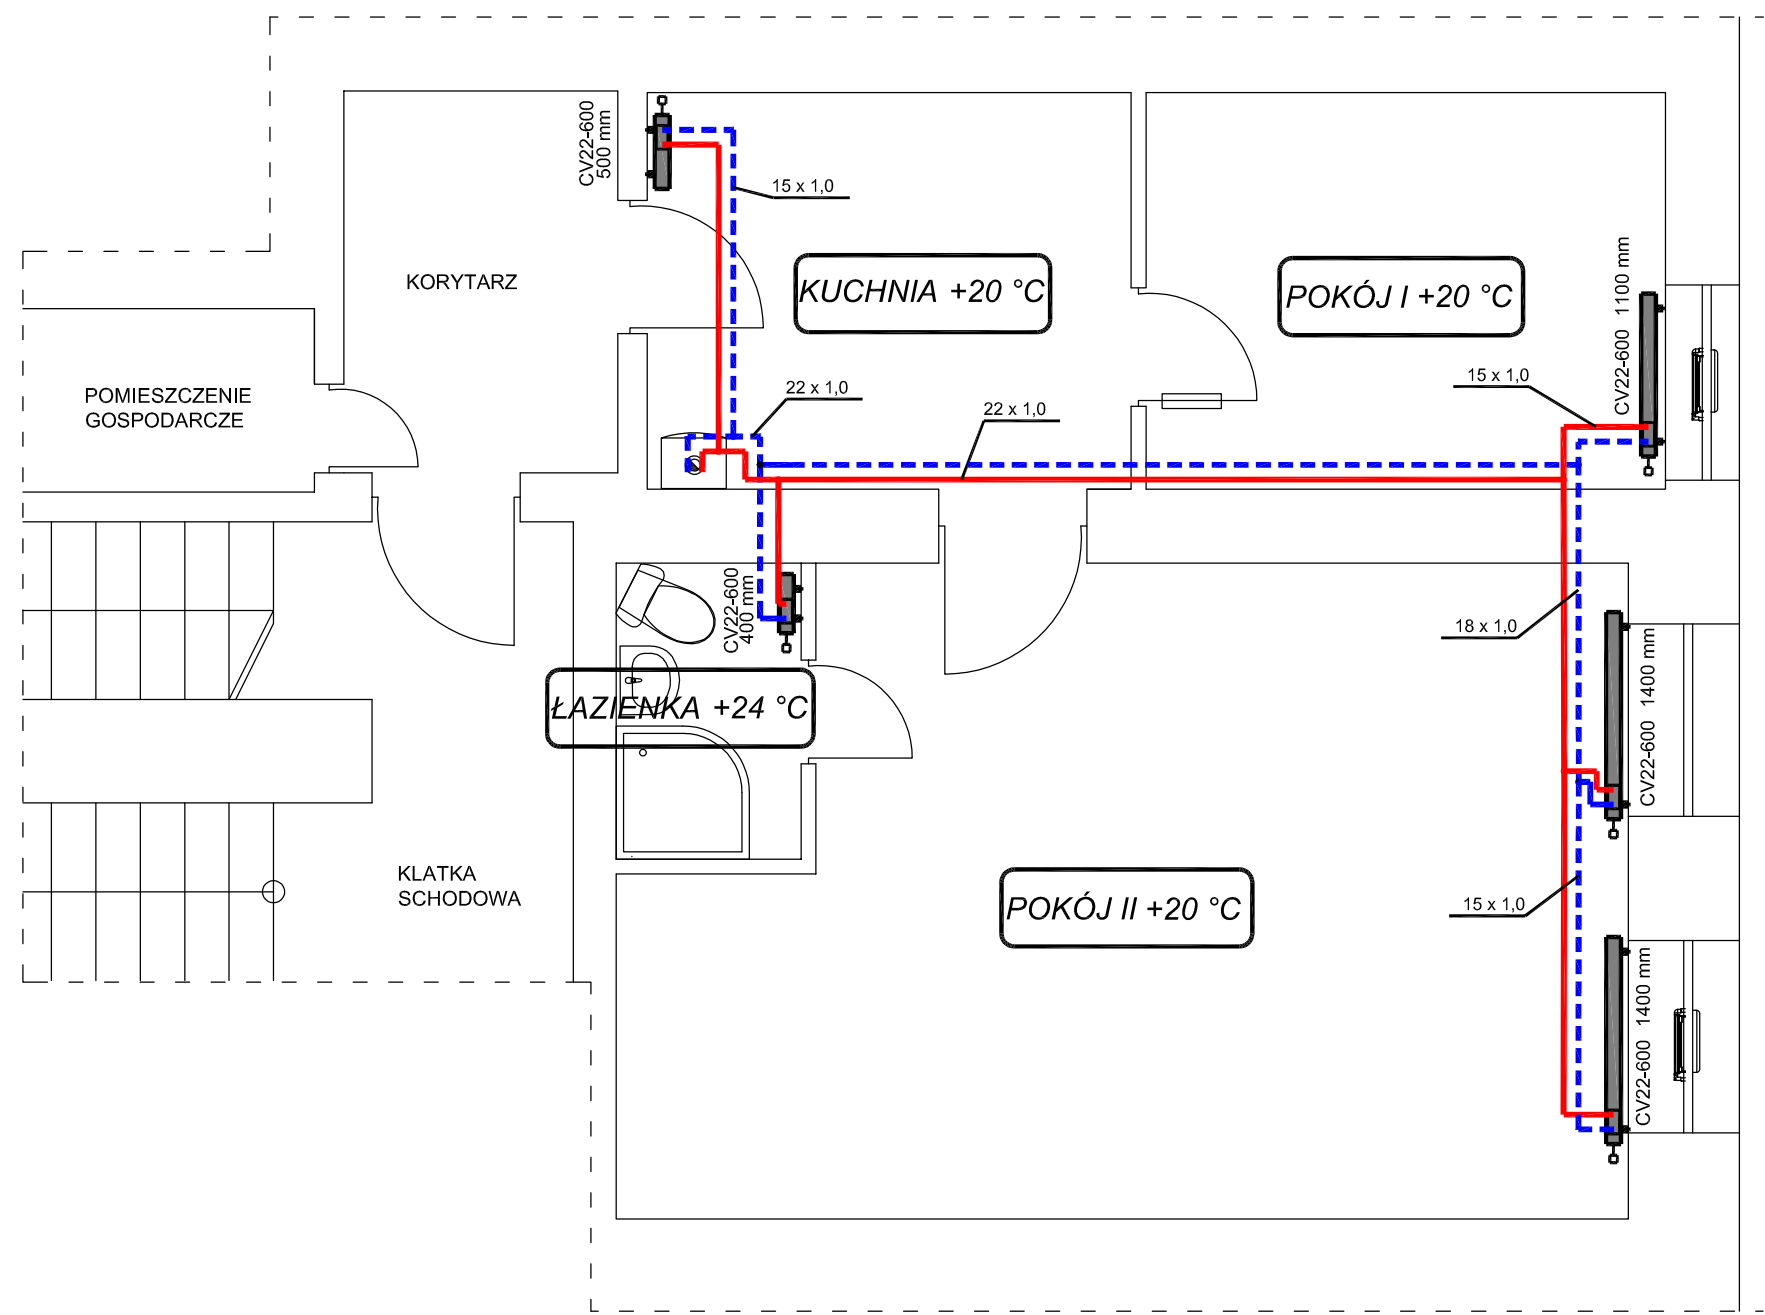 CV22-600
500 mm
15 x 1,0
KORYTARZ
KUCHNIA +20 °C
POKÓJ I +20 °C
CV22-600 1100 mm
POMIESZCZENIE
GOSPODARCZE
22 x 1,0
22 x 1,0
15 x 1,0
CV22-600
400 mm
18 x 1,0
ŁAZIENKA +24 °C
CV22-600 1400 mm
KLATKA
SCHODOWA
POKÓJ II +20 °C
15 x 1,0
CV22-600 1400 mm